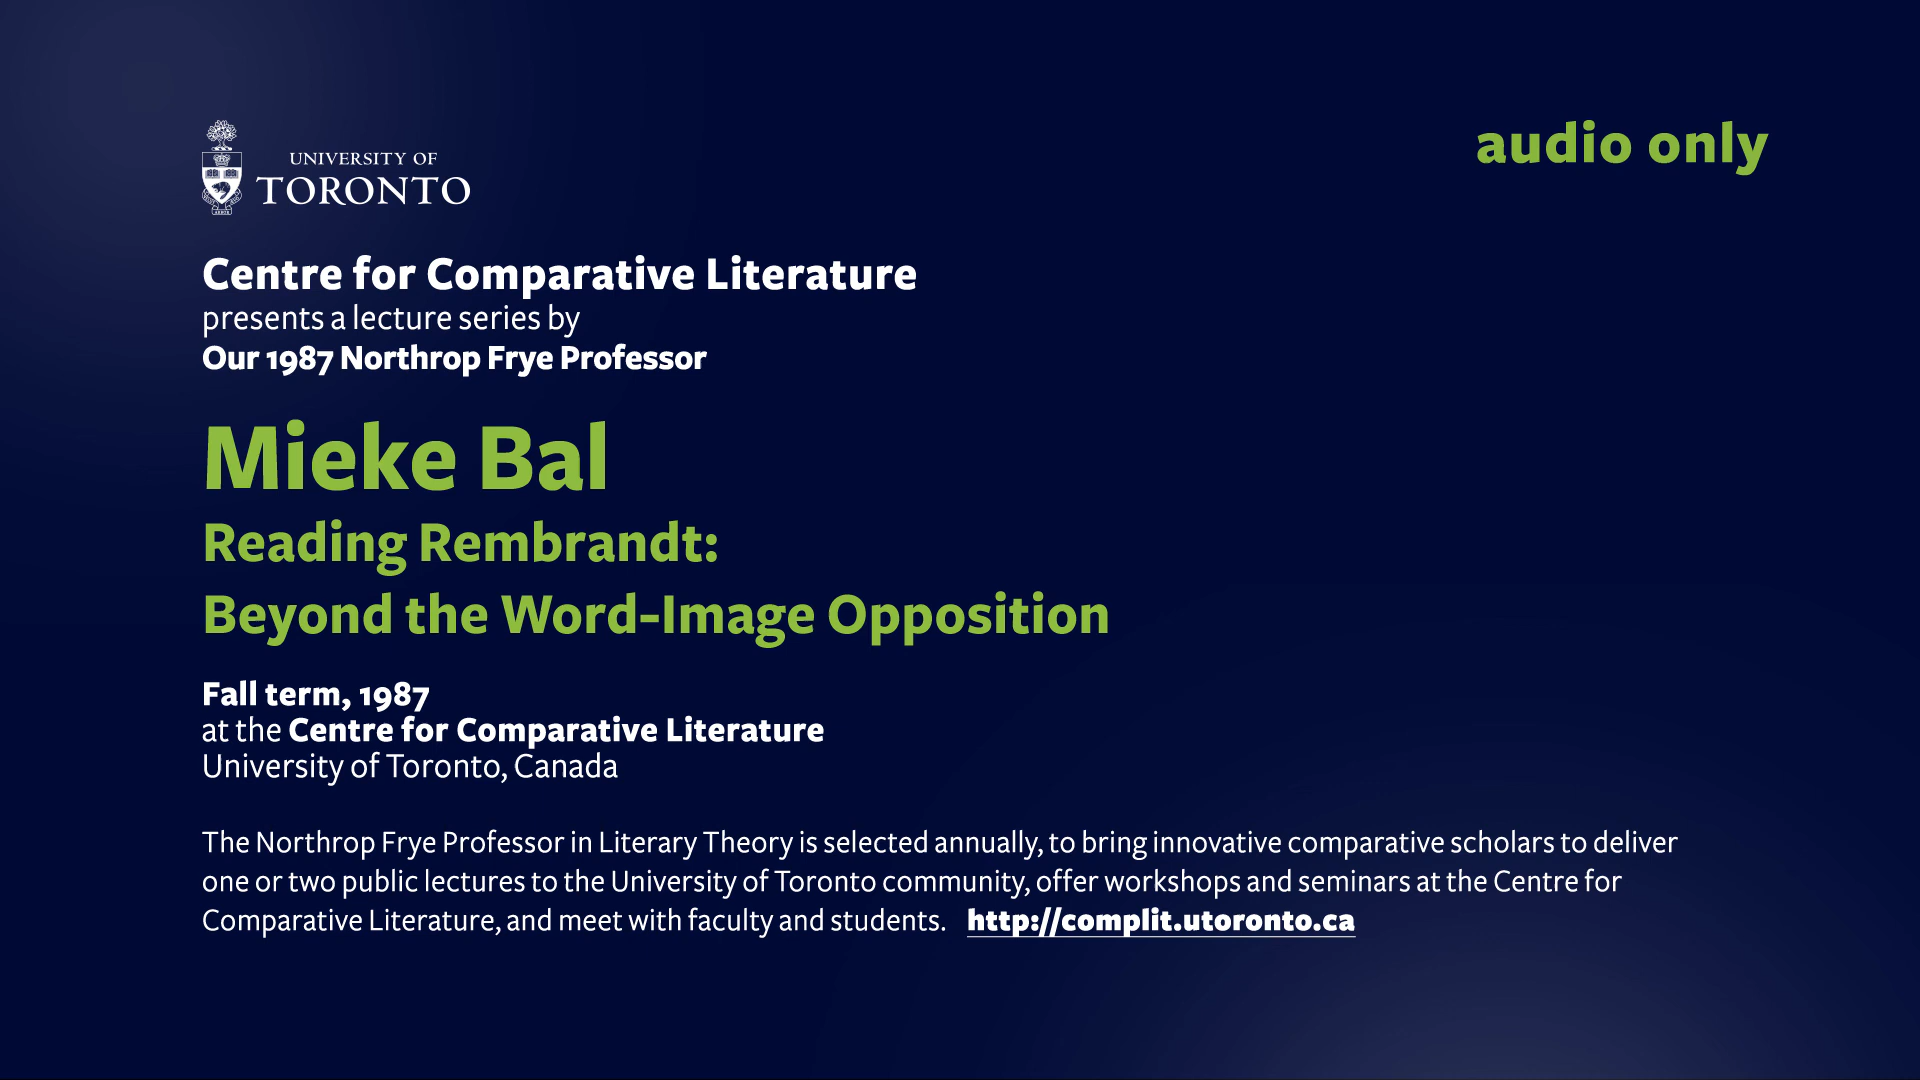 UNIVERSITY OF
TORONTO
audio only
Centre for Comparative Literature
presents a lecture series by
Our 1987 Northrop Frye Professor
Mieke Bal
Reading Rembrandt:
Beyond the Word-Image Opposition
Fall term, 1987
at the Centre for Comparative Literature
University of Toronto, Canada
The Northrop Frye Professor in Literary Theory is selected annually, to bring innovative comparative scholars to deliver
one or two public lectures to the University of Toronto community, offer workshops and seminars at the Centre for
Comparative Literature, and meet with faculty and students. http://complit.utoronto.ca